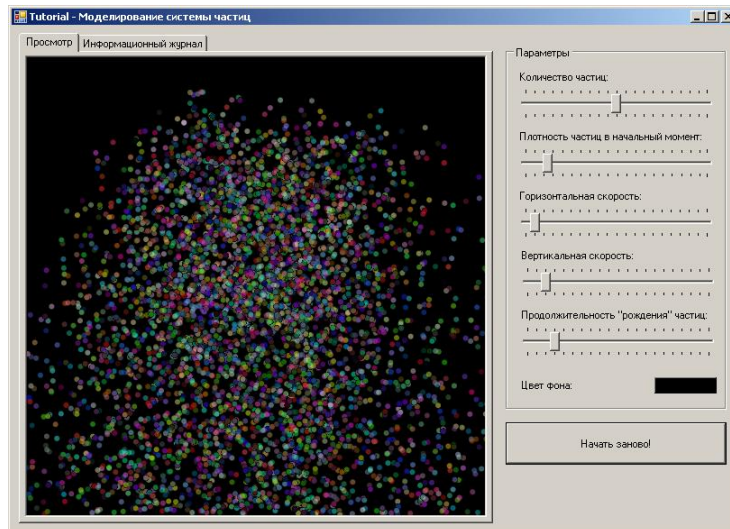 Tutorial - Моделирование системы частиц
Просмотр Информационный журнал
Параметры
Количество частиц:
Плотность частиц в начальный момент:
Горизонтальная скорость:
Вертикальная скорость:
Продолжительность "рождения" частиц:
Цвет фона:
Начать заново!